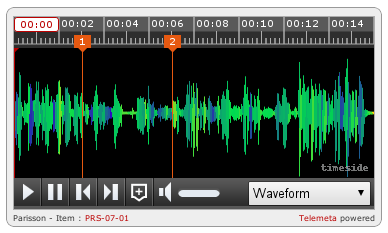 00:00 00:02 00:04 00:06 00:08 00:10 00:12 00:14
1 2
timeside
Waveform
Parisson - Item : PRS-07-01 Telemeta powered